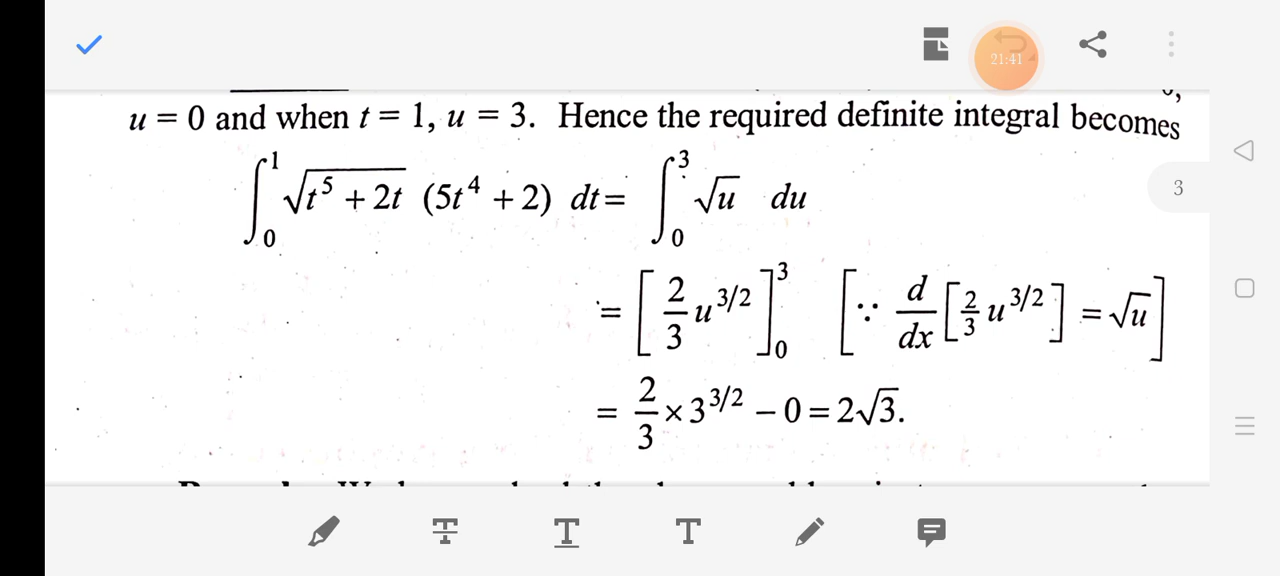 21:41
u = 0 and when t = 1, u = 3. Hence the required definite integral becomes
∫₀¹ √(t⁵ + 2t) (5t⁴ + 2) dt = ∫₀³ √u du
3
= [2/3 u^(3/2)]₀³ [∵ d/dx [2/3 u^(3/2)] = √u]
= 2/3 × 3^(3/2) − 0 = 2√3.
T T T